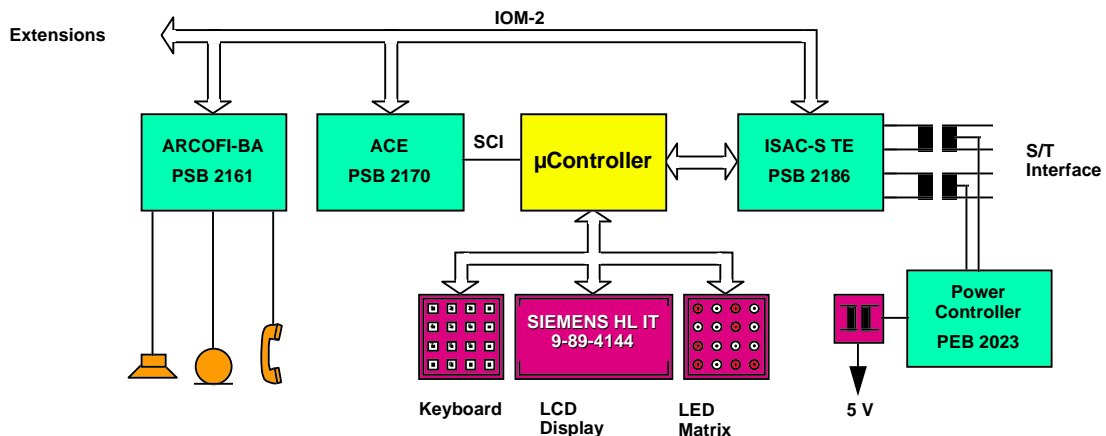 IOM-2
Extensions
ARCOFI-BA
PSB 2161
ACE
PSB 2170
SCI
µController
ISAC-S TE
PSB 2186
S/T
Interface
Power
Controller
PEB 2023
SIEMENS HL IT
9-89-4144
Keyboard
LCD
Display
LED
Matrix
5 V